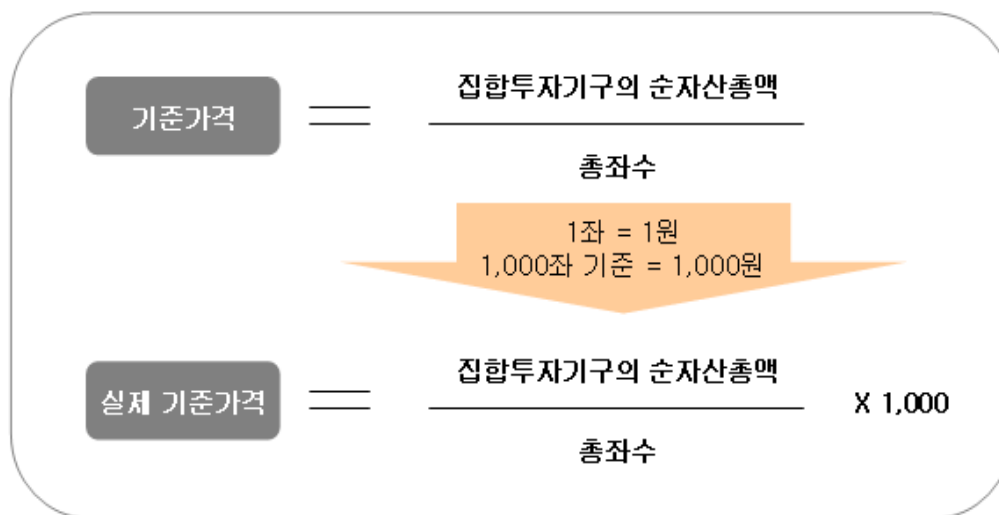 집합투자기구의 순자산총액
기준가격
총좌수
1좌 = 1원
1,000좌 기준 = 1,000원
집합투자기구의 순자산총액
실제 기준가격
X 1,000
총좌수